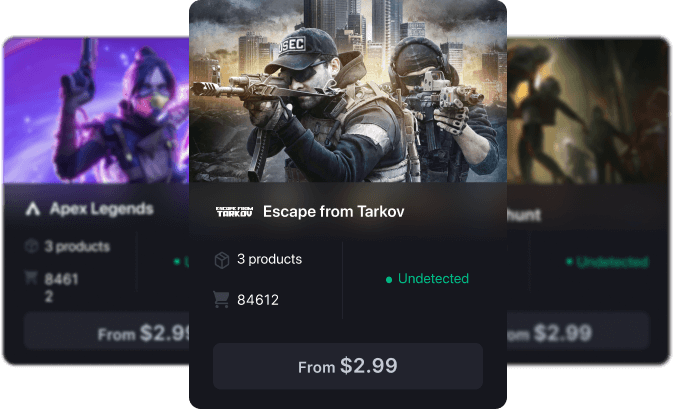 USEC
Apex Legends
3 products
8461
2
From $2.99
ESCAPE FROM
TARKOV
Escape from Tarkov
3 products
84612
Undetected
From $2.99
hunt
Undetected
$2.99